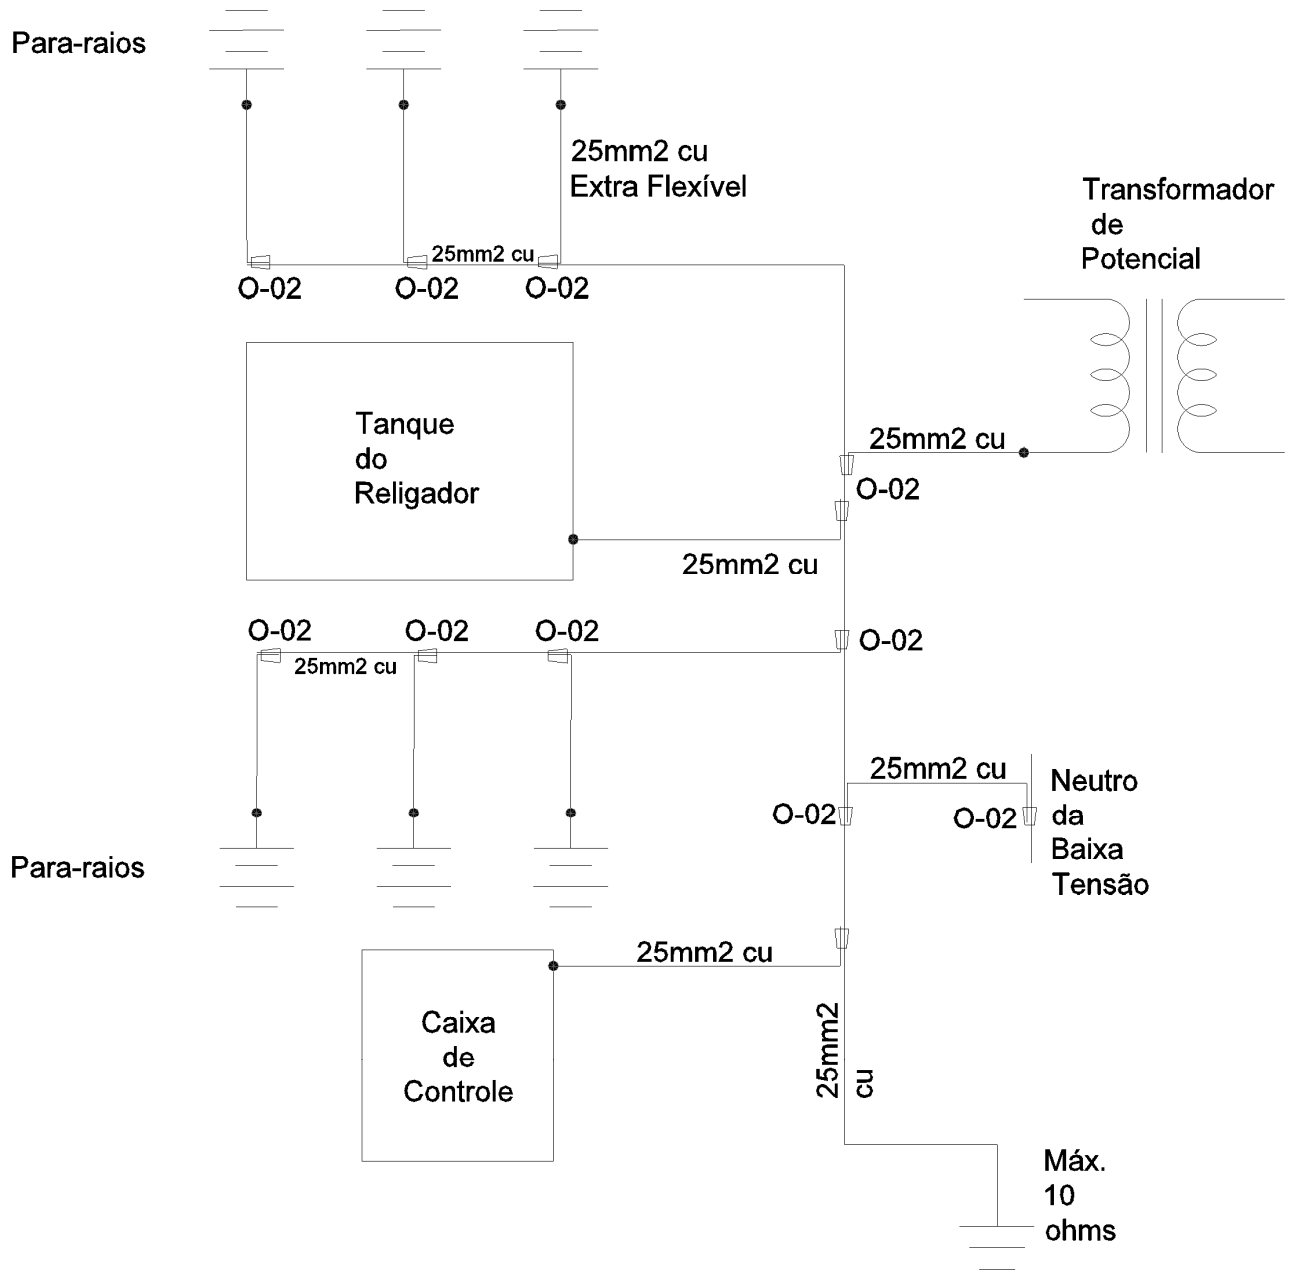 Para-raios
25mm2 cu
Extra Flexível
Transformador
de
Potencial
25mm2 cu
O-02
O-02
O-02
25mm2 cu
O-02
Tanque
do
Religador
25mm2 cu
O-02
O-02
O-02
O-02
25mm2 cu
25mm2 cu
O-02
O-02
Neutro
da
Baixa
Tensão
Para-raios
25mm2 cu
25mm2
cu
Caixa
de
Controle
Máx.
10
ohms